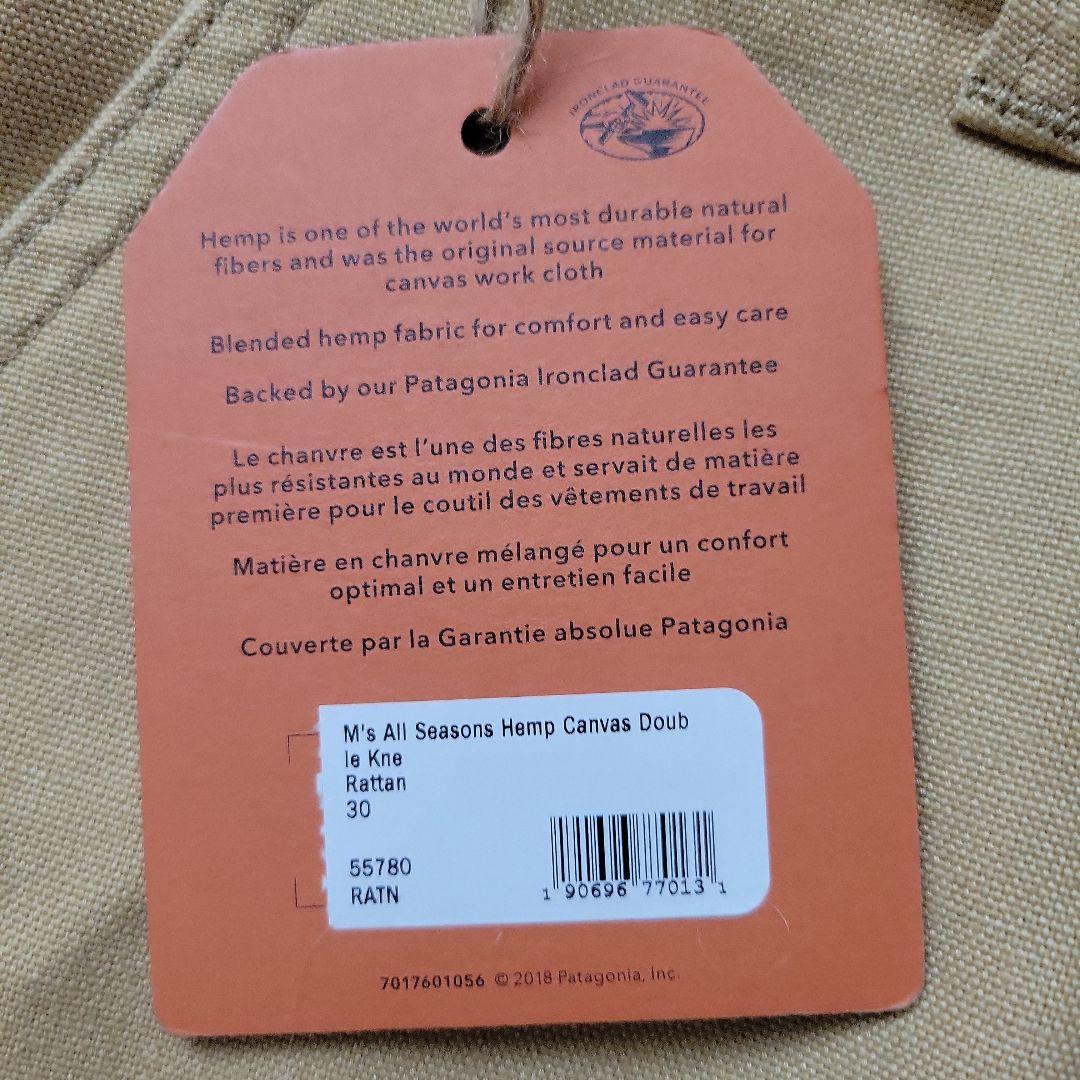 IRONCLAD GUARANTEE
Hemp is one of the world's most durable natural
fibers and was the original source material for
canvas work cloth
Blended hemp fabric for comfort and easy care
Backed by our Patagonia Ironclad Guarantee
Le chanvre est l'une des fibres naturelles les
plus résistantes au monde et servait de matière
première pour le coutil des vêtements de travail
Matière en chanvre mélangé pour un confort
optimal et un entretien facile
Couverte par la Garantie absolue Patagonia
M's All Seasons Hemp Canvas Doub
le Kne
Rattan
30
55780
RATN
1 90696 77013 1
7017601056 © 2018 Patagonia, Inc.